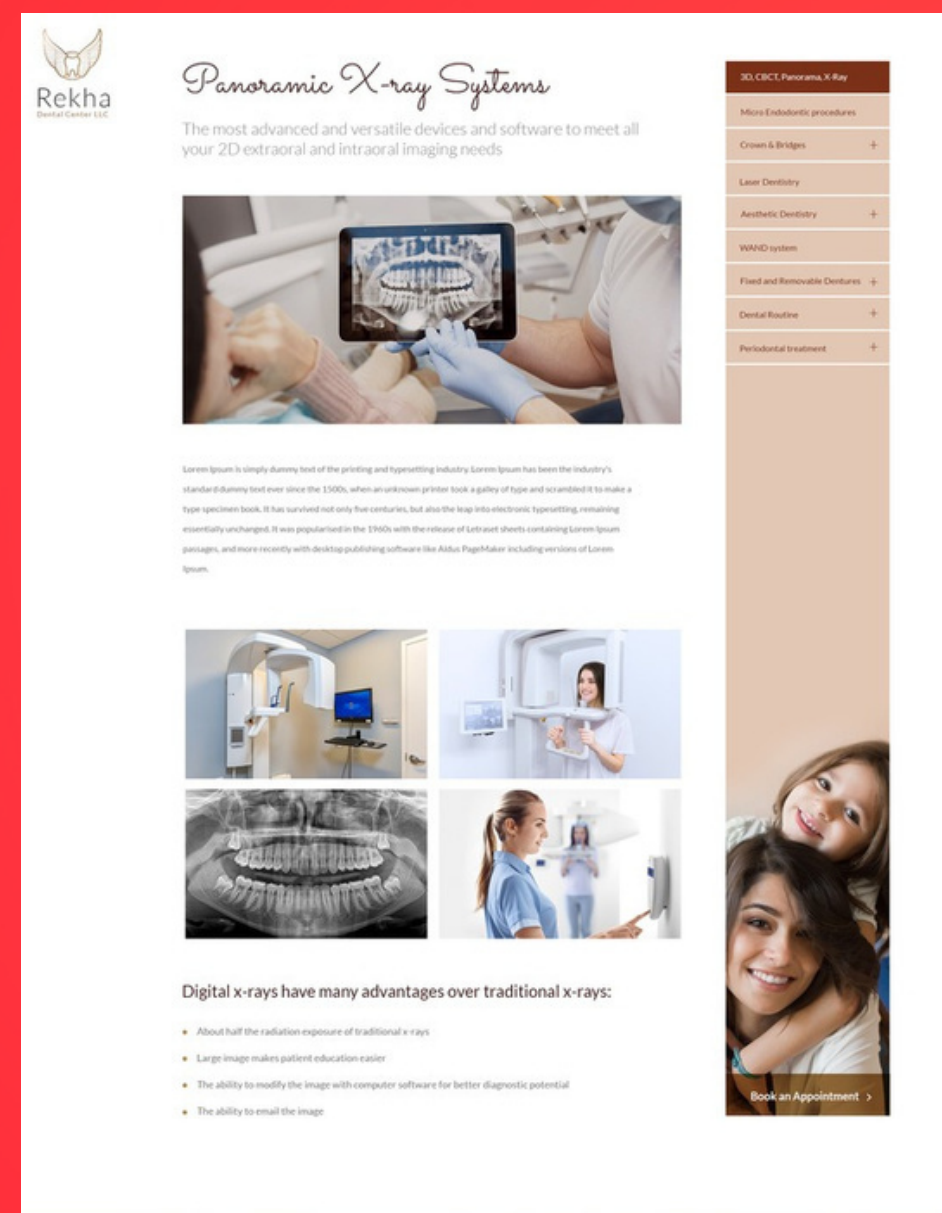 Rekha
Dental Center LLC
Panoramic X-ray Systems
The most advanced and versatile devices and software to meet all
your 2D extraoral and intraoral imaging needs
Lorem Ipsum is simply dummy text of the printing and typesetting industry. Lorem Ipsum has been the industry's
standard dummy text ever since the 1500s, when an unknown printer took a galley of type and scrambled it to make a
type specimen book. It has survived not only five centuries, but also the leap into electronic typesetting, remaining
essentially unchanged. It was popularised in the 1960s with the release of Letraset sheets containing Lorem Ipsum
passages, and more recently with desktop publishing software like Aldus PageMaker including versions of Lorem
Ipsum.
Digital x-rays have many advantages over traditional x-rays:
• About half the radiation exposure of traditional x-rays
• Large image makes patient education easier
• The ability to modify the image with computer software for better diagnostic potential
• The ability to email the image
3D, CBCT, Panorama, X-Ray
Micro Endodontic procedures
Crown & Bridges +
Laser Dentistry
Aesthetic Dentistry +
WAND system
Fixed and Removable Dentures +
Dental Routine +
Periodontal treatment +
Book an Appointment >